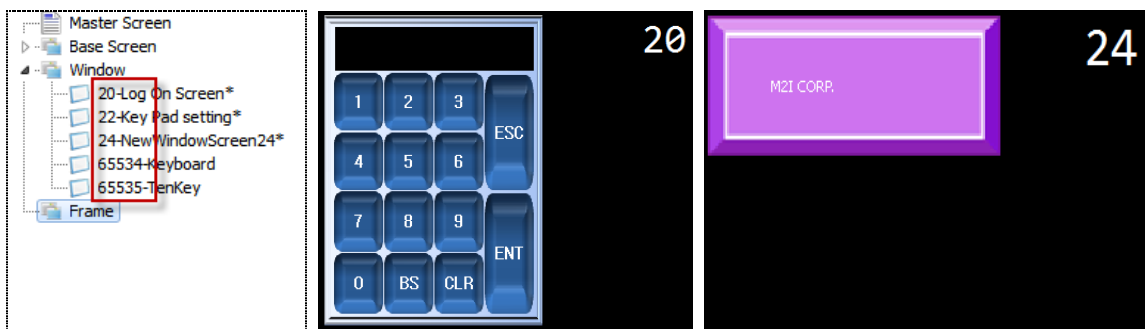 Master Screen
Base Screen
Window
20-Log On Screen*
22-Key Pad setting*
24-NewWindowScreen24*
65534-Keyboard
65535-TenKey
Frame
20
1 2 3 ESC
4 5 6
7 8 9 ENT
0 BS CLR
24
M2I CORP.